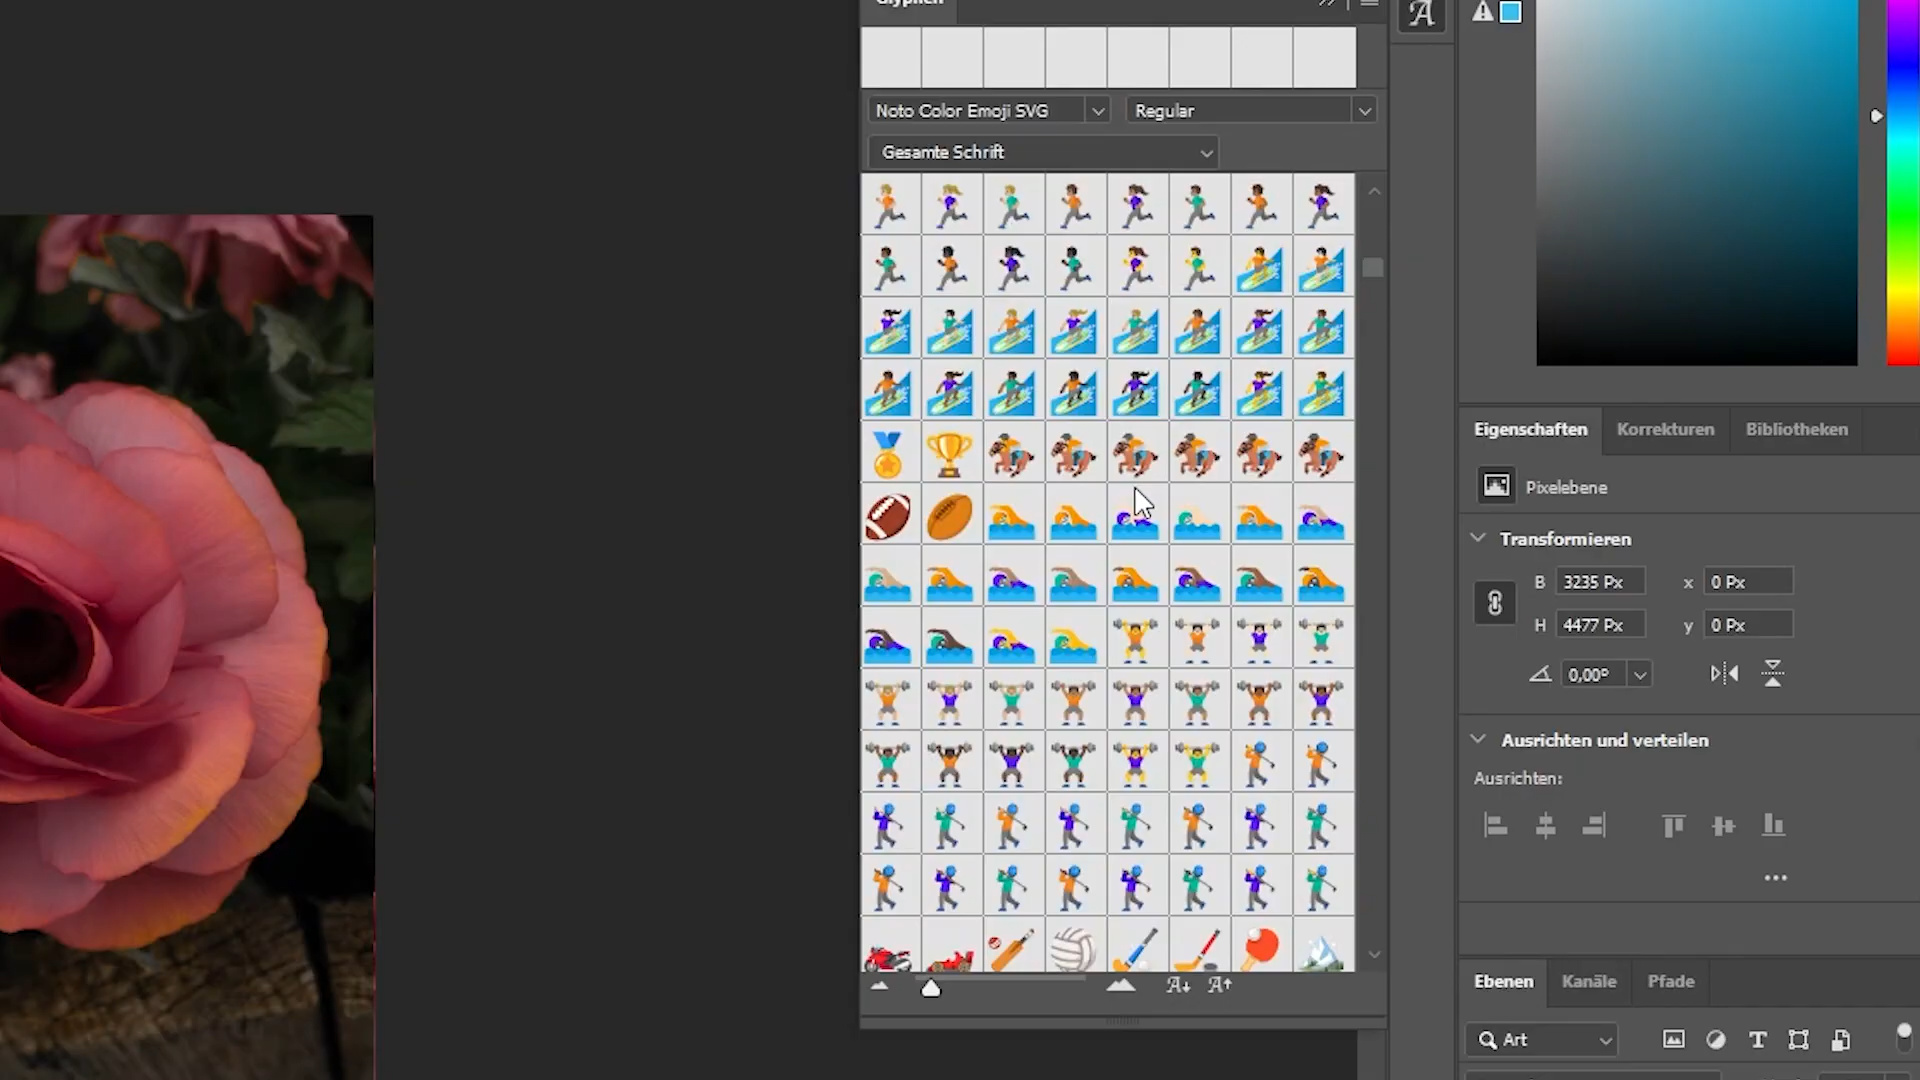 Glyphen
Noto Color Emoji SVG
Regular
Gesamte Schrift
Eigenschaften
Korrekturen
Bibliotheken
Pixelebene
Transformieren
B 3235 Px
x 0 Px
H 4477 Px
y 0 Px
0,00°
Ausrichten und verteilen
Ausrichten:
Ebenen
Kanäle
Pfade
Art